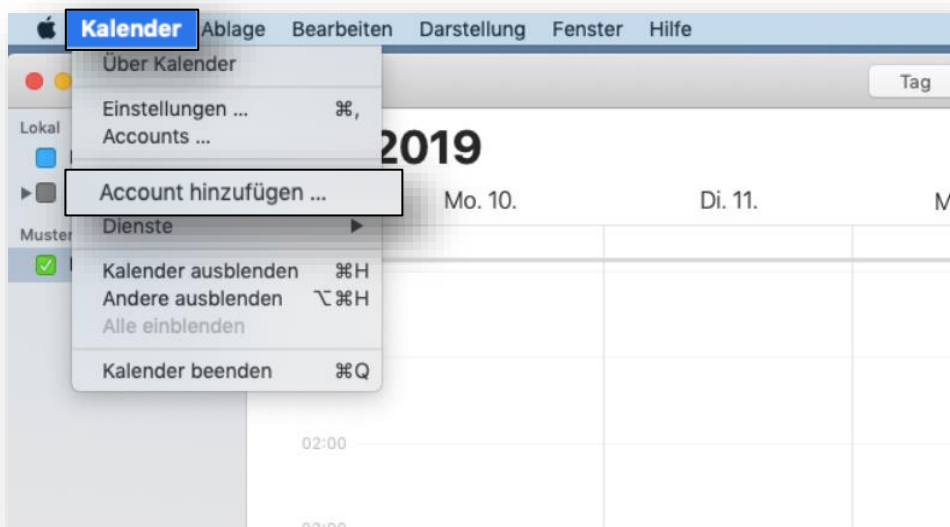 Kalender Ablage Bearbeiten Darstellung Fenster Hilfe
Über Kalender
Tag
Einstellungen ... ⌘,
Accounts ...
Lokal
2019
Account hinzufügen ...
Mo. 10. Di. 11. M
Dienste
Muster
Kalender ausblenden ⌘H
Andere ausblenden ⌥⌘H
Alle einblenden
Kalender beenden ⌘Q
02:00